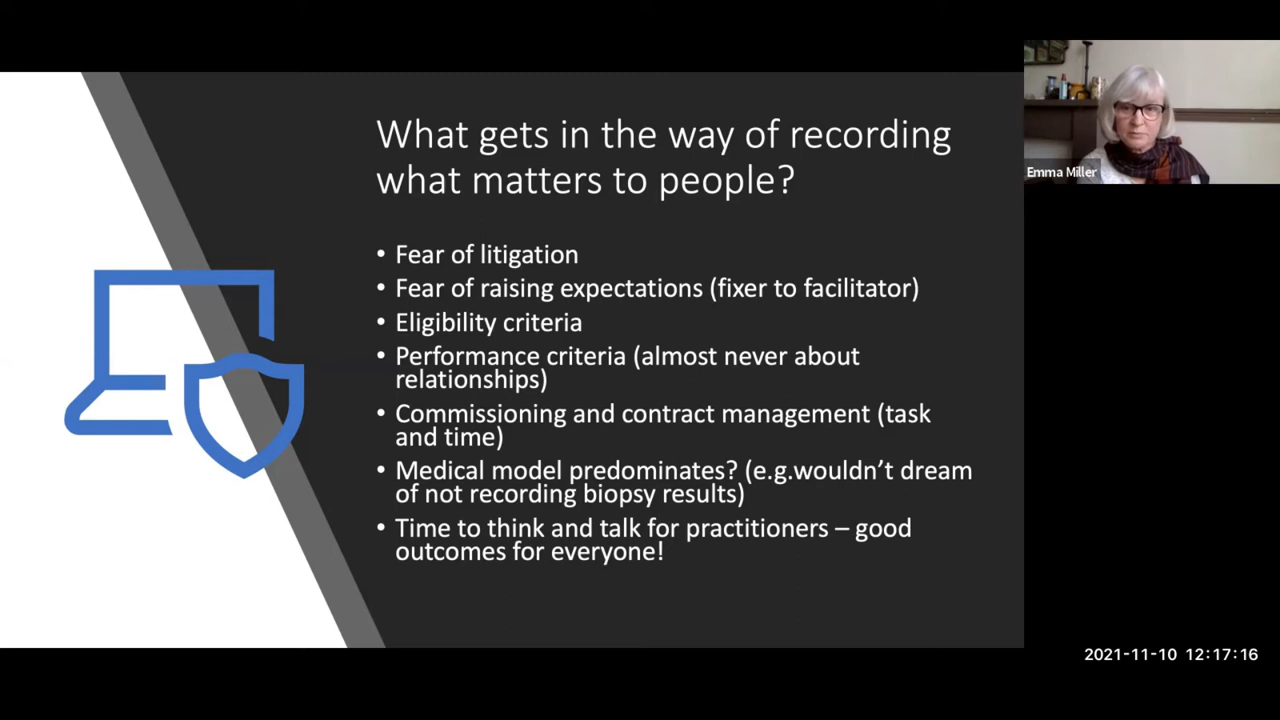 What gets in the way of recording
what matters to people?
• Fear of litigation
• Fear of raising expectations (fixer to facilitator)
• Eligibility criteria
• Performance criteria (almost never about
relationships)
• Commissioning and contract management (task
and time)
• Medical model predominates? (e.g.wouldn’t dream
of not recording biopsy results)
• Time to think and talk for practitioners – good
outcomes for everyone!
Emma Miller
2021-11-10 12:17:16